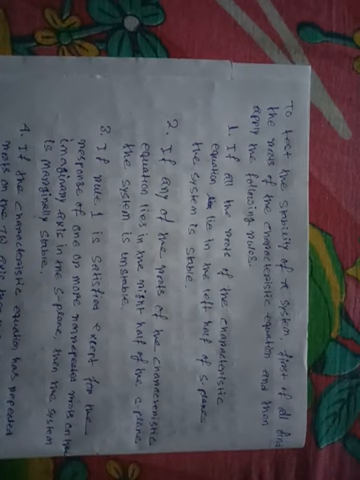 To test the stability of a system first of all find
the roots of the characteristic equation and then
apply the following rules.
1. If all the roots of the characteristic
equation lie in the left half of s-plane
the system is stable.
2. If any of the roots of the characteristic
equation lies in the right half of the s-plane
the system is unstable.
3. If rule 1 is satisfied except for the
response of one or more nonrepeated roots on the
imaginary axis in the s-plane, then the system
is marginally stable.
4. If the characteristic equation has repeated
roots on the